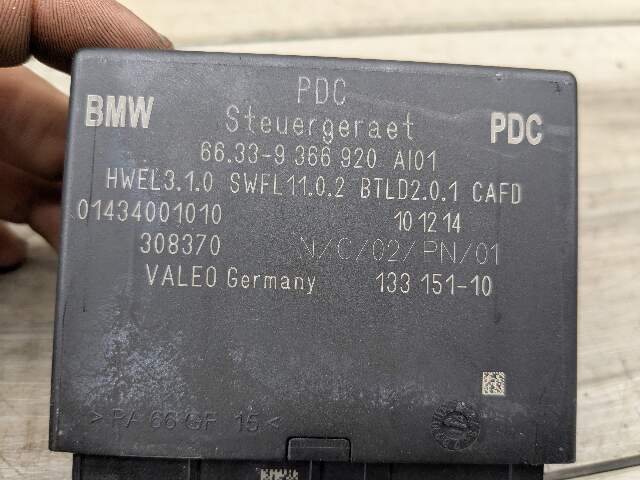 PDC
BMW Steuergeraet PDC
66.33-9 366 920 AI01
HWEL3.1.0 SWFL11.0.2 BTLD2.0.1 CAFD
01434001010 10 12 14
308370 N/C/02/PN/01
VALEO Germany 133 151-10
>PA 66 GF 15<